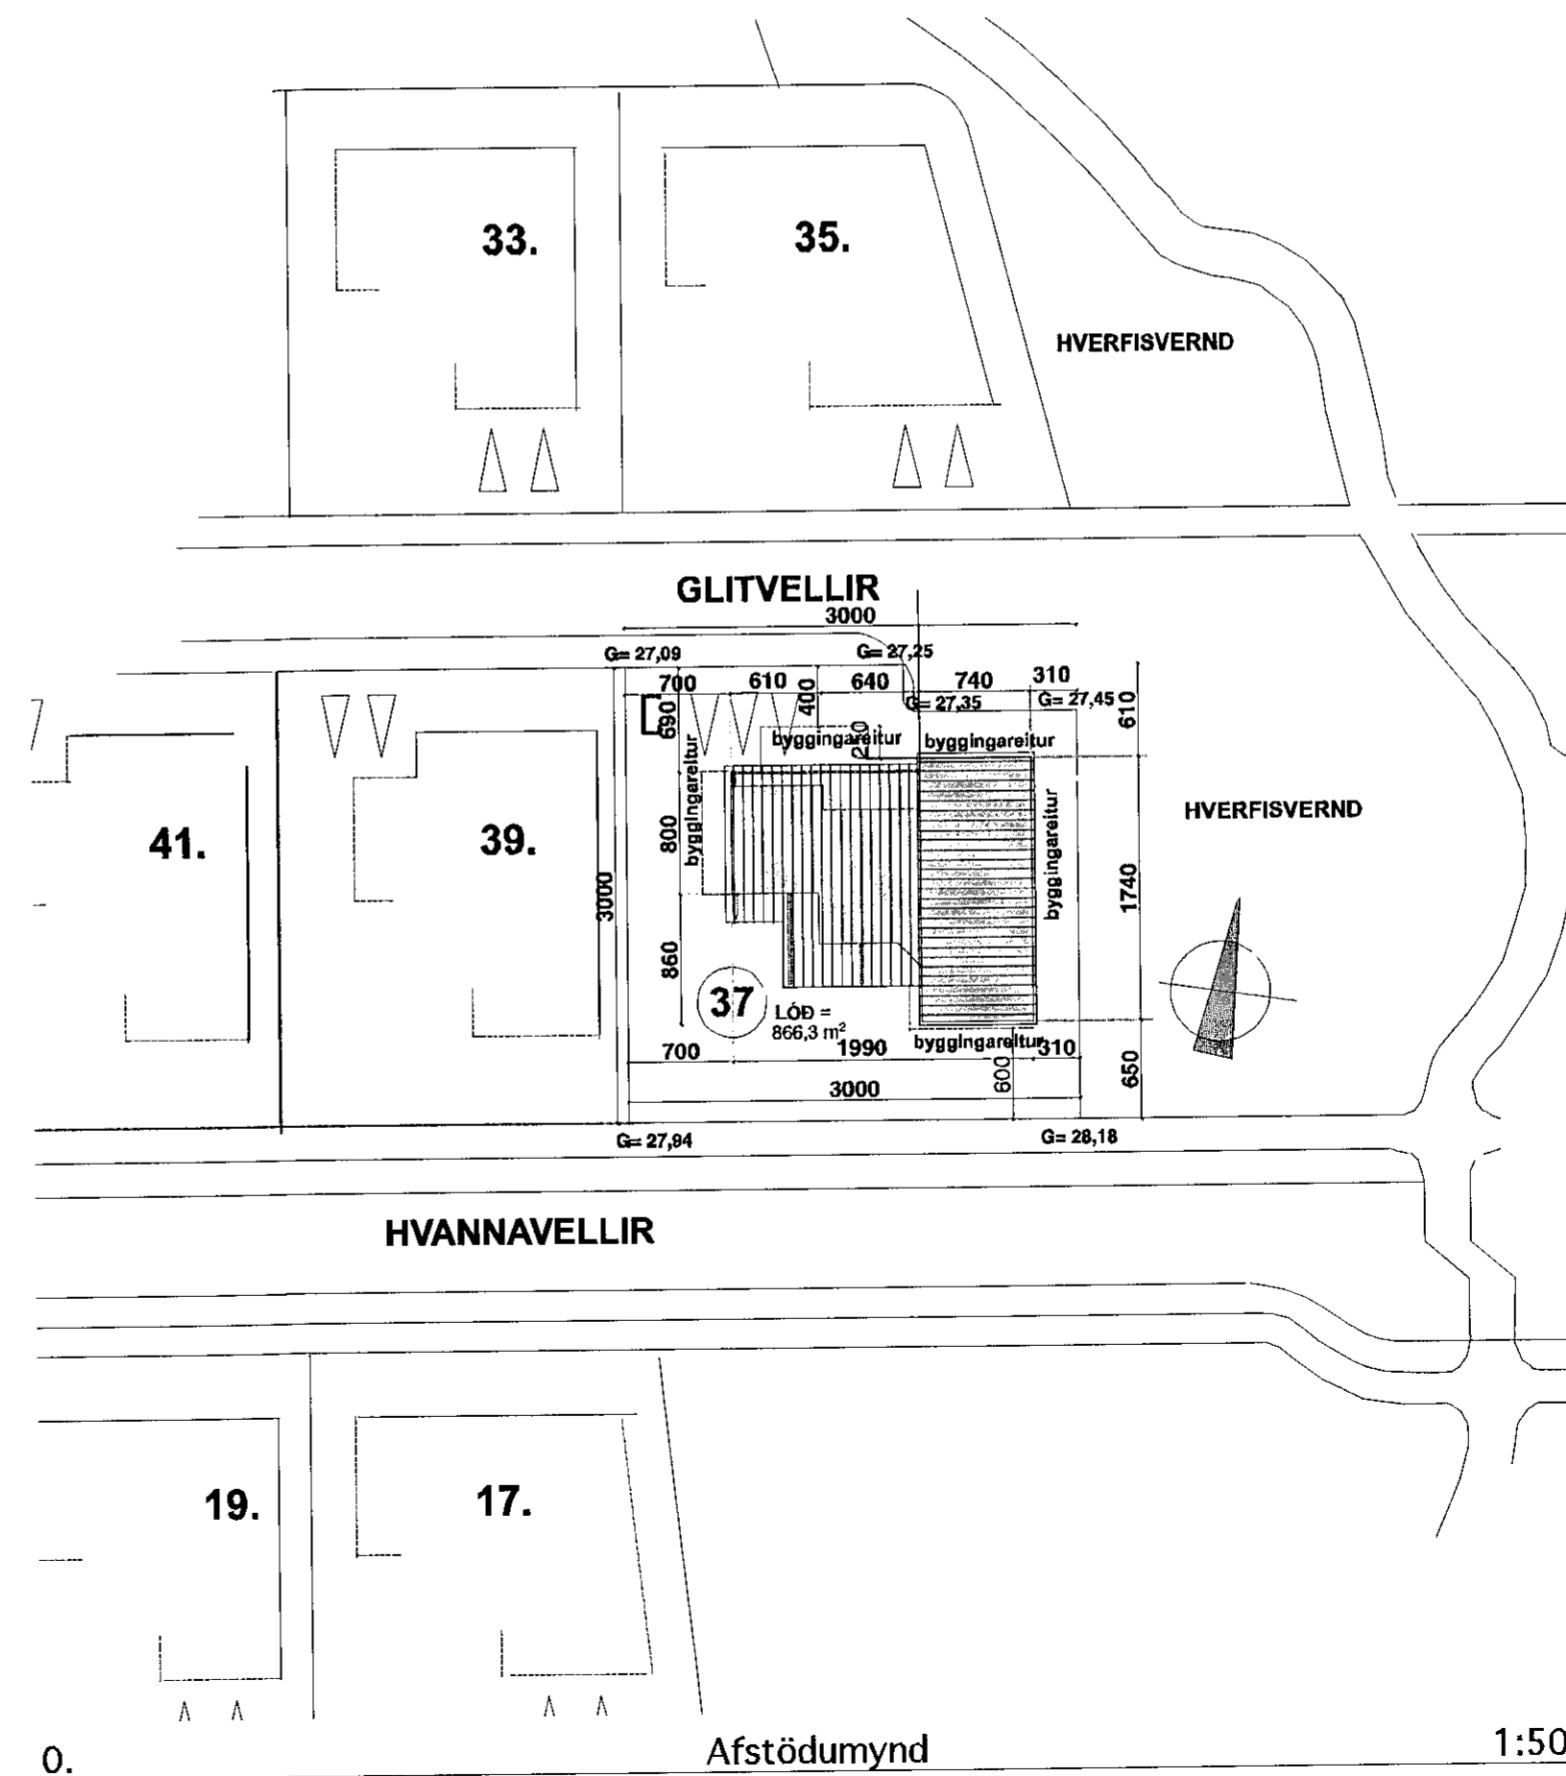 33.
35.
HVERFISVERND
GLITVELLIR
3000
G= 27,09
G= 27,25
700
610
640
740
310
400
690
G= 27,35
G= 27,45
610
byggingareitur
byggingareitur
byggingareitur
byggingareitur
HVERFISVERND
41.
39.
800
3000
860
1740
37
LÓÐ =
866,3 m²
byggingareitur
700
1990
310
600
650
3000
G= 27,94
G= 28,18
HVANNAVELLIR
19.
17.
0.
Afstödumynd
1:50